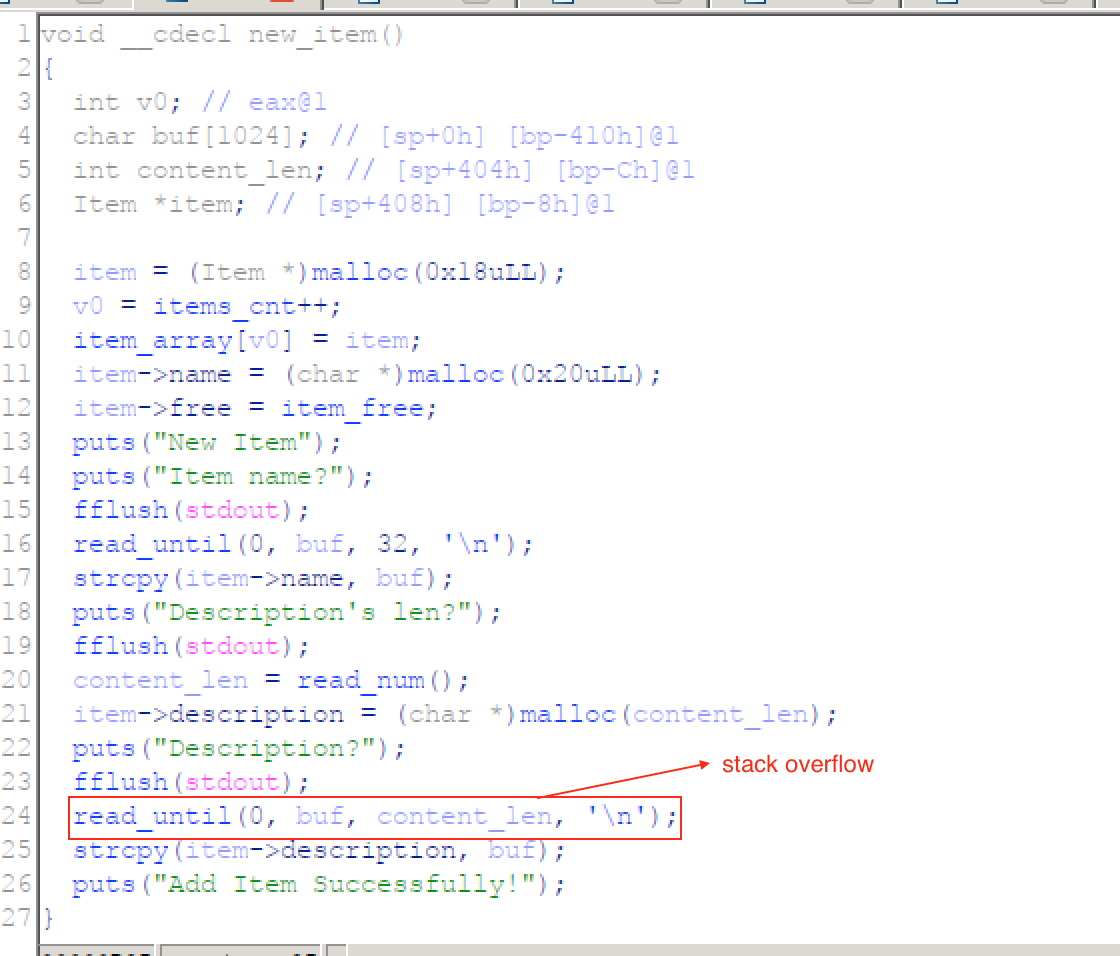 1 void __cdecl new_item()
2 {
3 int v0; // eax@1
4 char buf[1024]; // [sp+0h] [bp-410h]@1
5 int content_len; // [sp+404h] [bp-Ch]@1
6 Item *item; // [sp+408h] [bp-8h]@1
7
8 item = (Item *)malloc(0x18uLL);
9 v0 = items_cnt++;
10 item_array[v0] = item;
11 item->name = (char *)malloc(0x20uLL);
12 item->free = item_free;
13 puts("New Item");
14 puts("Item name?");
15 fflush(stdout);
16 read_until(0, buf, 32, '\n');
17 strcpy(item->name, buf);
18 puts("Description's len?");
19 fflush(stdout);
20 content_len = read_num();
21 item->description = (char *)malloc(content_len);
22 puts("Description?");
stack overflow
23 fflush(stdout);
24 read_until(0, buf, content_len, '\n');
25 strcpy(item->description, buf);
26 puts("Add Item Successfully!");
27 }